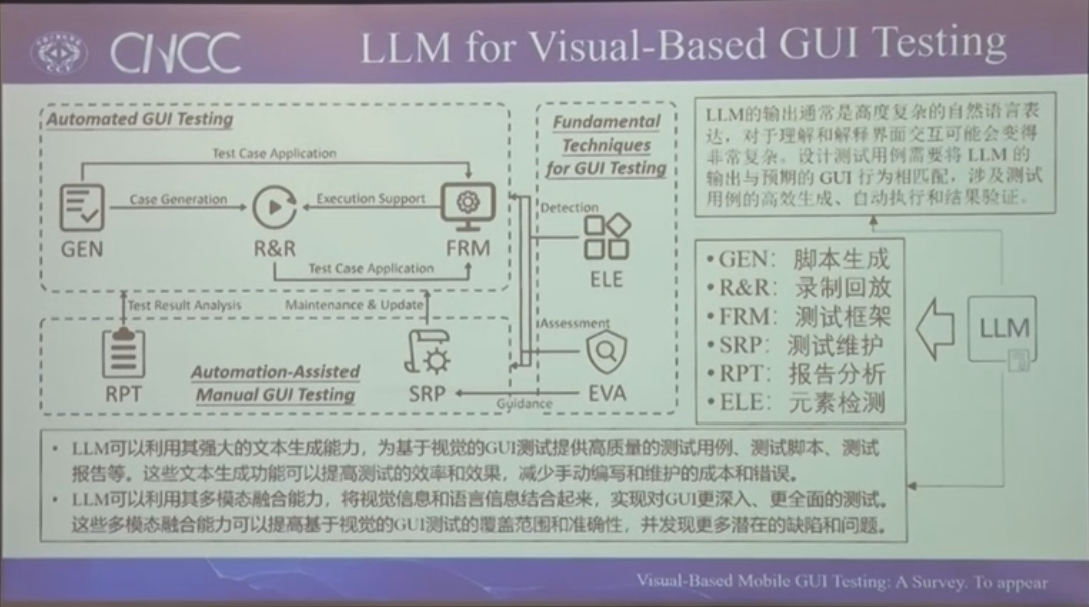 CNCC
LLM for Visual-Based GUI Testing
Automated GUI Testing
Test Case Application
GEN
Case Generation
R&R
Execution Support
FRM
Test Case Application
Test Result Analysis
Maintenance & Update
RPT
Automation-Assisted
Manual GUI Testing
SRP
Guidance
Fundamental
Techniques
for GUI Testing
Detection
ELE
Assessment
EVA
LLM的输出通常是高度复杂的自然语言表
达，对于理解和解释界面交互可能会变得
非常复杂。设计测试用例需要将 LLM 的
输出与预期的 GUI 行为相匹配，涉及测试
用例的高效生成、自动执行和结果验证。
•GEN： 脚本生成
•R&R： 录制回放
•FRM： 测试框架
•SRP： 测试维护
•RPT： 报告分析
•ELE： 元素检测
LLM
• LLM可以利用其强大的文本生成能力，为基于视觉的GUI测试提供高质量的测试用例、测试脚本、测试
报告等。这些文本生成功能可以提高测试的效率和效果，减少手动编写和维护的成本和错误。
• LLM可以利用其多模态融合能力，将视觉信息和语言信息结合起来，实现对GUI更深入、更全面的测试。
这些多模态融合能力可以提高基于视觉的GUI测试的覆盖范围和准确性，并发现更多潜在的缺陷和问题。
Visual-Based Mobile GUI Testing: A Survey. To appear